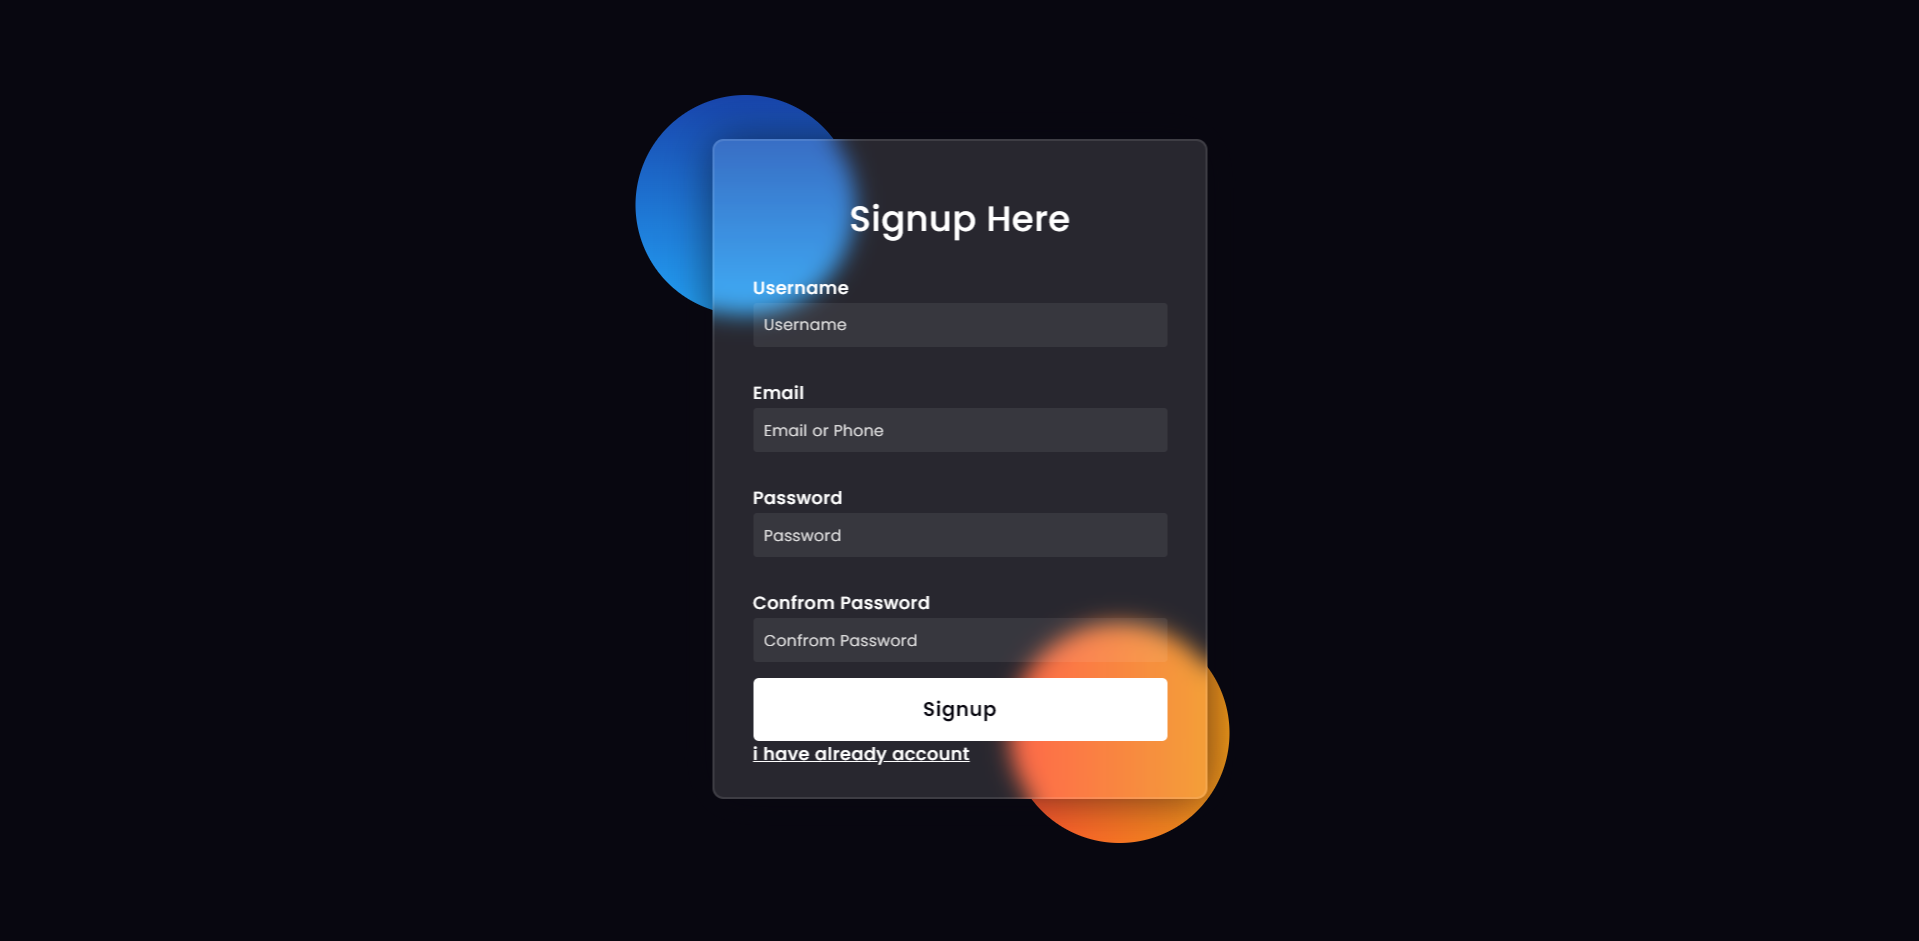 Signup Here
Username
Username
Email
Email or Phone
Password
Password
Confrom Password
Confrom Password
Signup
i have already account